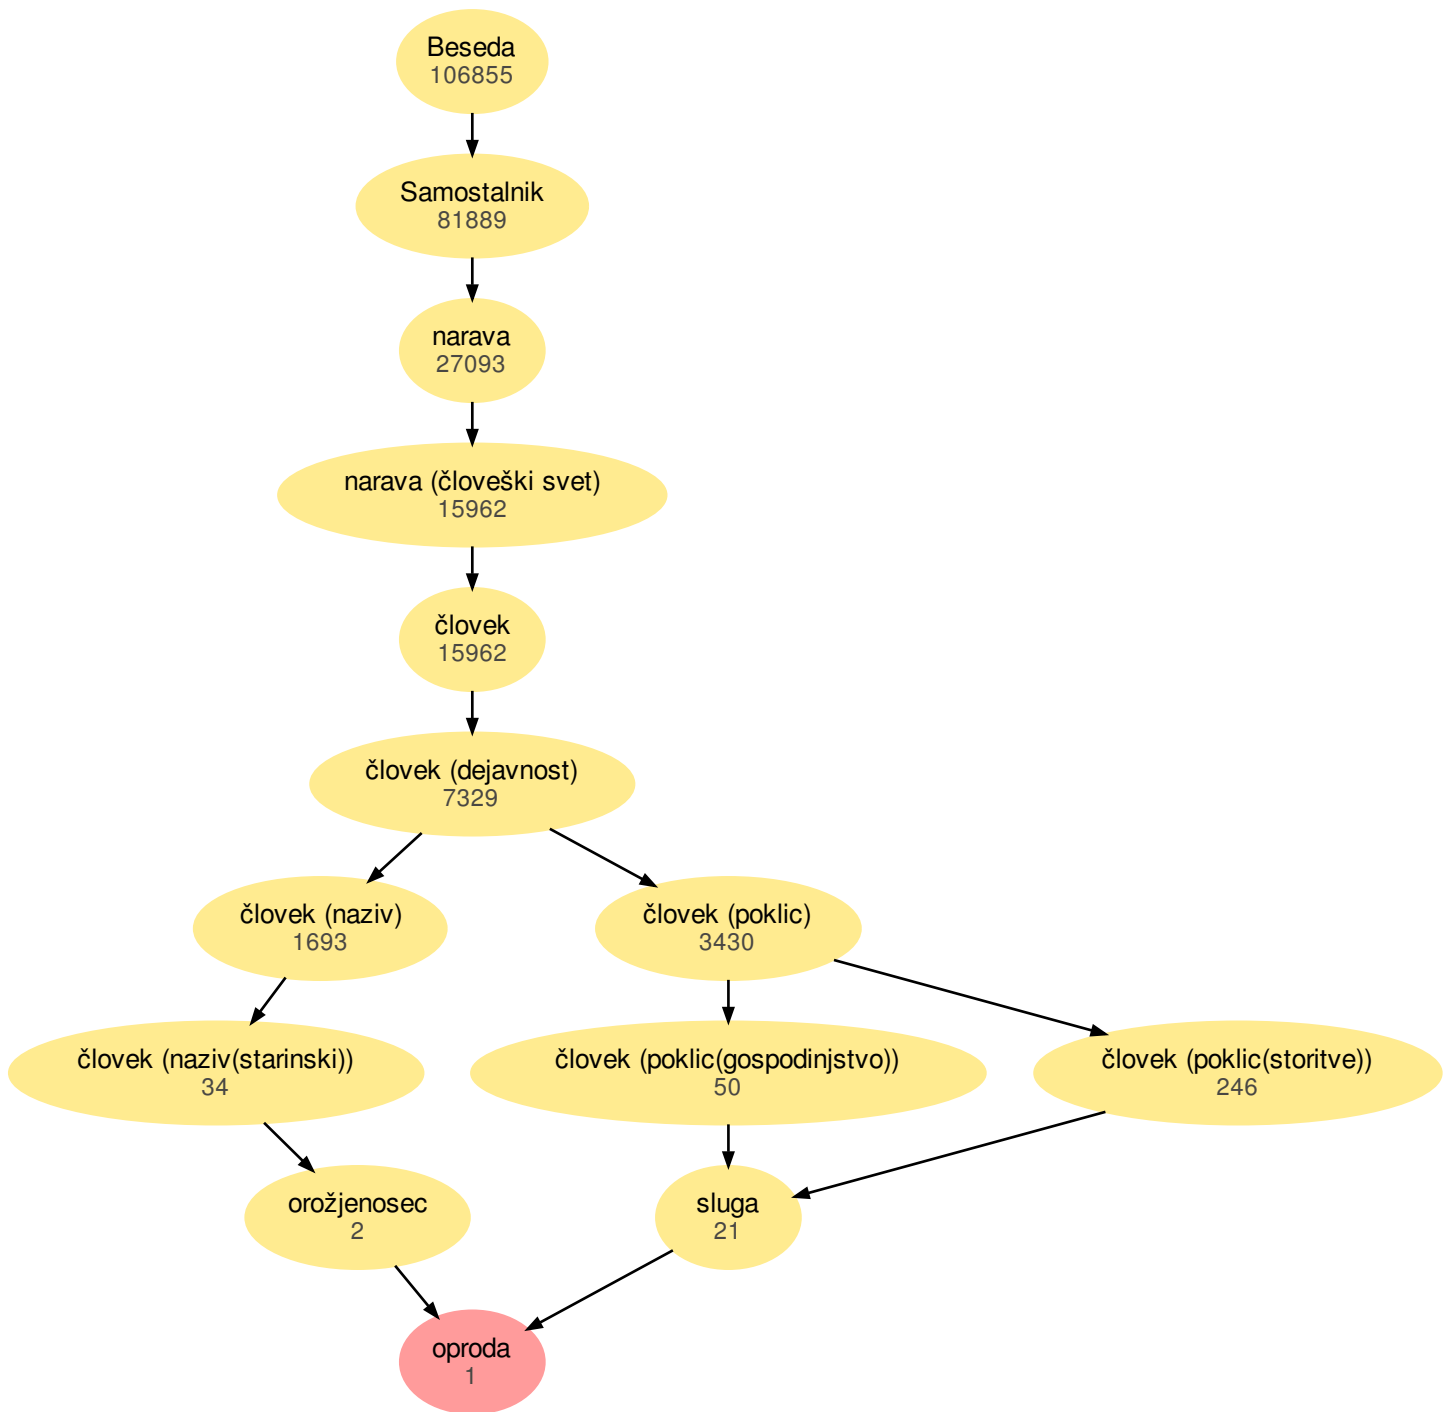 Beseda
106855
Samostalnik
81889
narava
27093
narava (človeški svet)
15962
človek
15962
človek (dejavnost)
7329
človek (naziv)
1693
človek (poklic)
3430
človek (naziv(starinski))
34
človek (poklic(gospodinjstvo))
50
človek (poklic(storitve))
246
orožjenosec
2
sluga
21
oproda
1